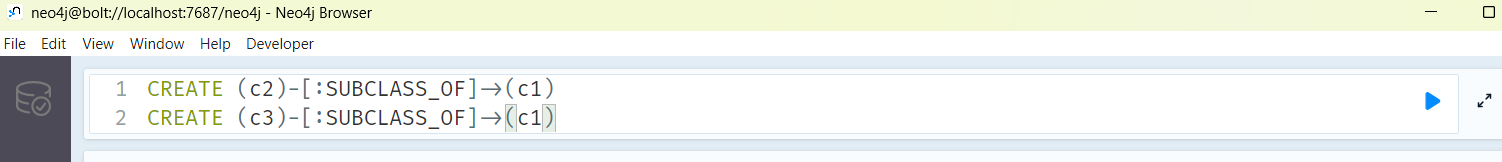 neo4j@bolt://localhost:7687/neo4j - Neo4j Browser
File Edit View Window Help Developer
1 CREATE (c2)-[:SUBCLASS_OF]->(c1)
2 CREATE (c3)-[:SUBCLASS_OF]->(c1)